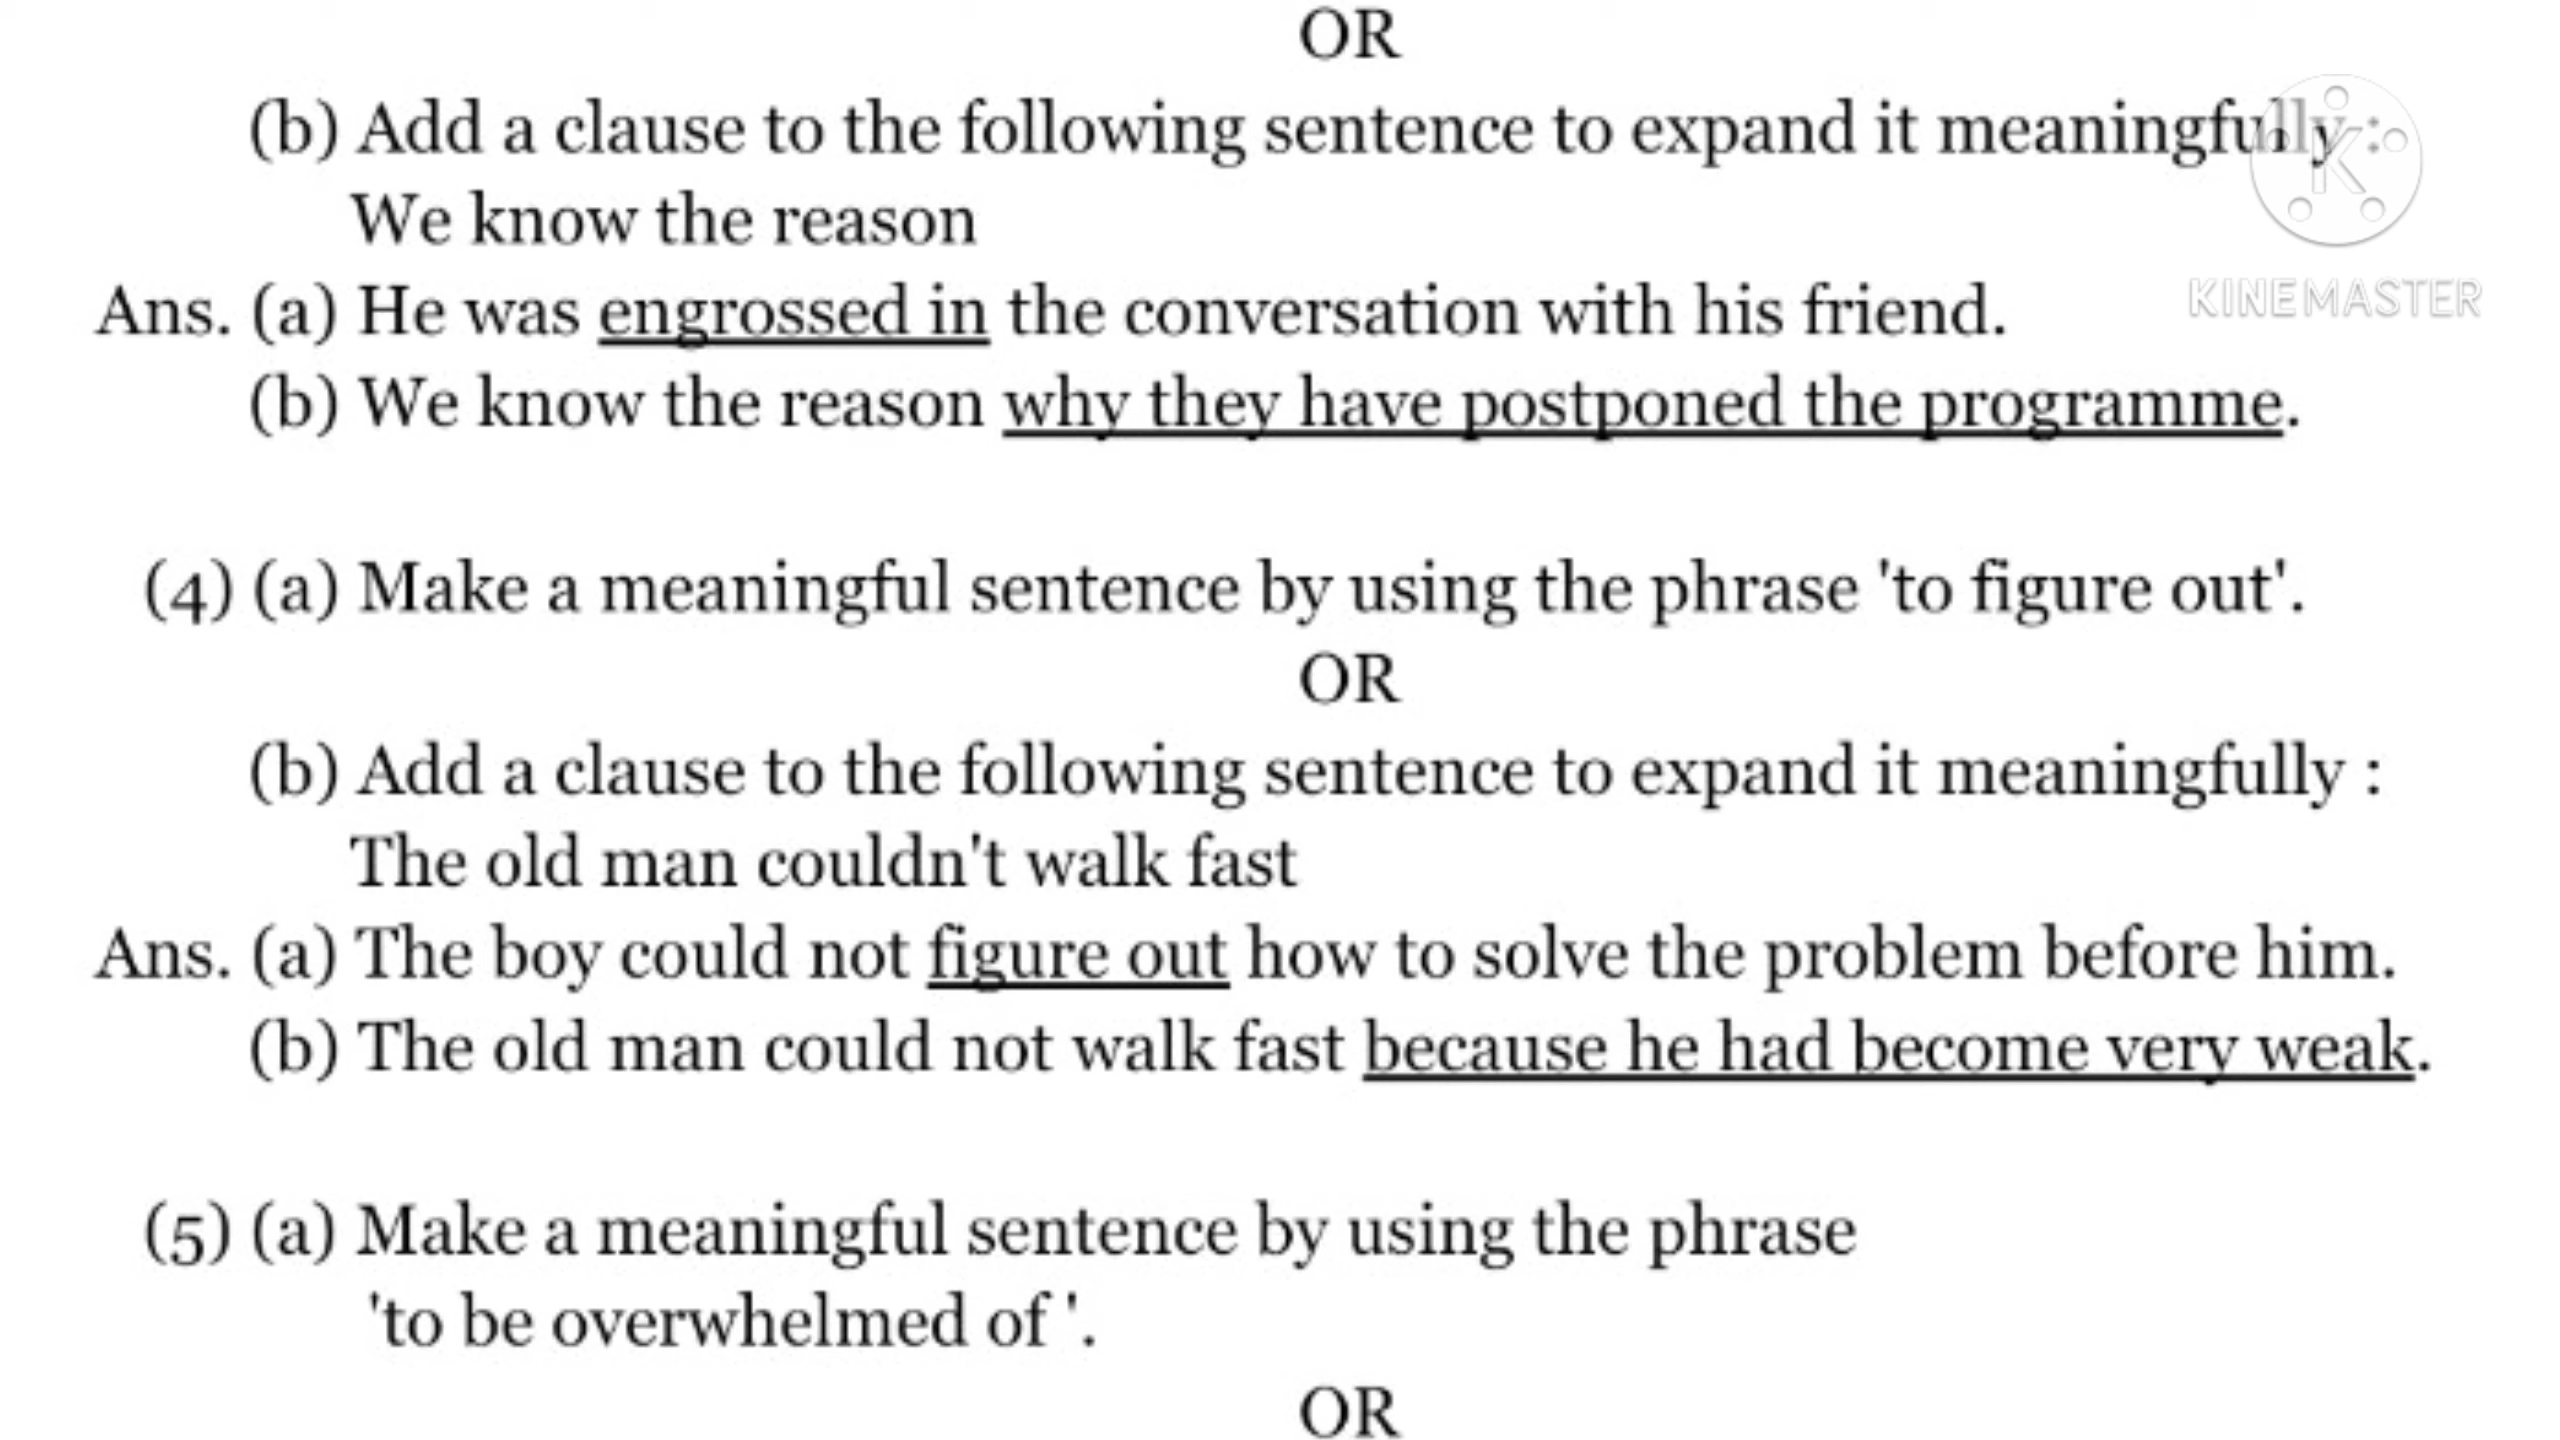 OR
(b) Add a clause to the following sentence to expand it meaningfully :
We know the reason
KINEMASTER
Ans. (a) He was engrossed in the conversation with his friend.
(b) We know the reason why they have postponed the programme.
(4) (a) Make a meaningful sentence by using the phrase 'to figure out'.
OR
(b) Add a clause to the following sentence to expand it meaningfully :
The old man couldn't walk fast
Ans. (a) The boy could not figure out how to solve the problem before him.
(b) The old man could not walk fast because he had become very weak.
(5) (a) Make a meaningful sentence by using the phrase
'to be overwhelmed of '.
OR